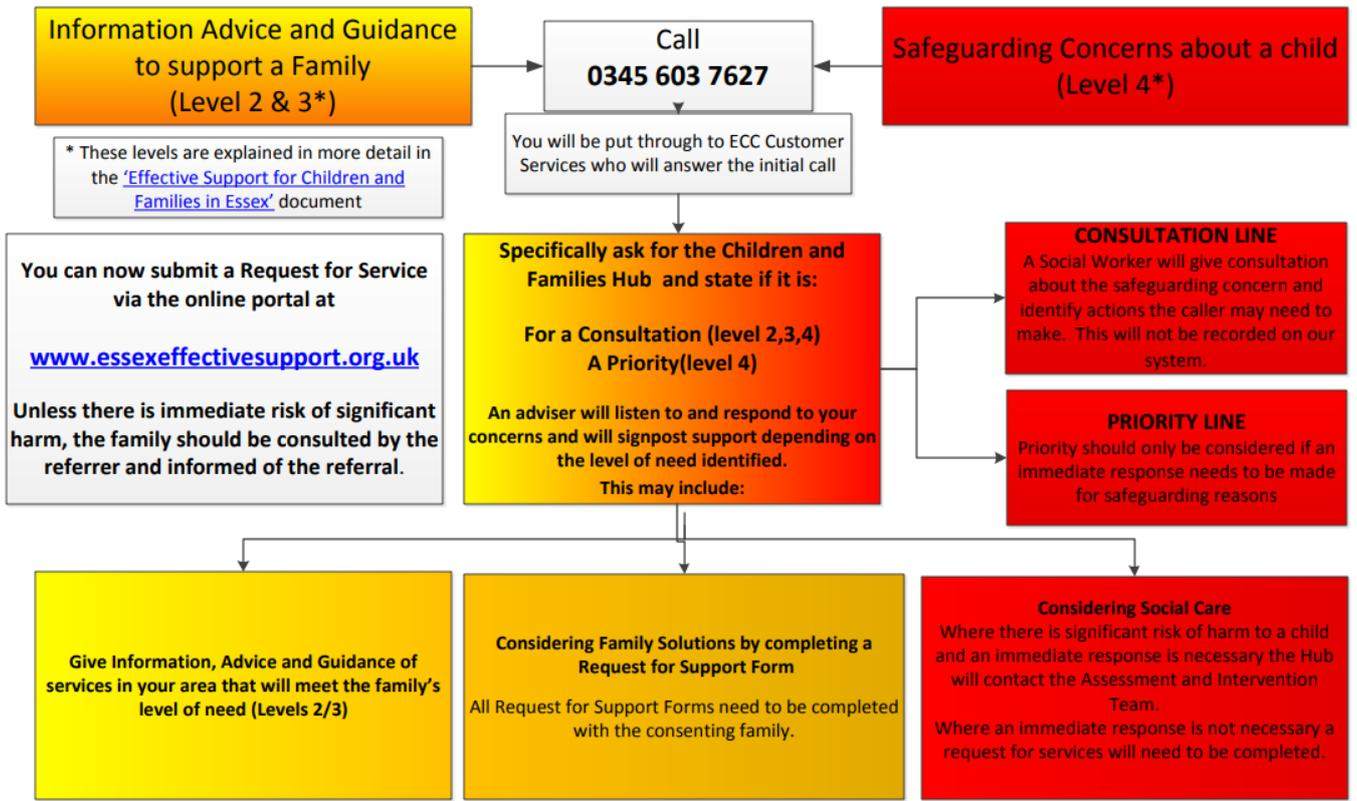 Information Advice and Guidance
to support a Family
(Level 2 & 3*)
Call
0345 603 7627
Safeguarding Concerns about a child
(Level 4*)
You will be put through to ECC Customer
Services who will answer the initial call
* These levels are explained in more detail in
the ‘Effective Support for Children and
Families in Essex’ document
You can now submit a Request for Service
via the online portal at
www.essexeffectivesupport.org.uk
Unless there is immediate risk of significant
harm, the family should be consulted by the
referrer and informed of the referral.
Specifically ask for the Children and
Families Hub and state if it is:
For a Consultation (level 2,3,4)
A Priority(level 4)
An adviser will listen to and respond to your
concerns and will signpost support depending on
the level of need identified.
This may include:
CONSULTATION LINE
A Social Worker will give consultation
about the safeguarding concern and
identify actions the caller may need to
make. This will not be recorded on our
system.
PRIORITY LINE
Priority should only be considered if an
immediate response needs to be made
for safeguarding reasons
Give Information, Advice and Guidance of
services in your area that will meet the family’s
level of need (Levels 2/3)
Considering Family Solutions by completing a
Request for Support Form
All Request for Support Forms need to be completed
with the consenting family.
Considering Social Care
Where there is significant risk of harm to a child
and an immediate response is necessary the Hub
will contact the Assessment and Intervention
Team.
Where an immediate response is not necessary a
request for services will need to be completed.